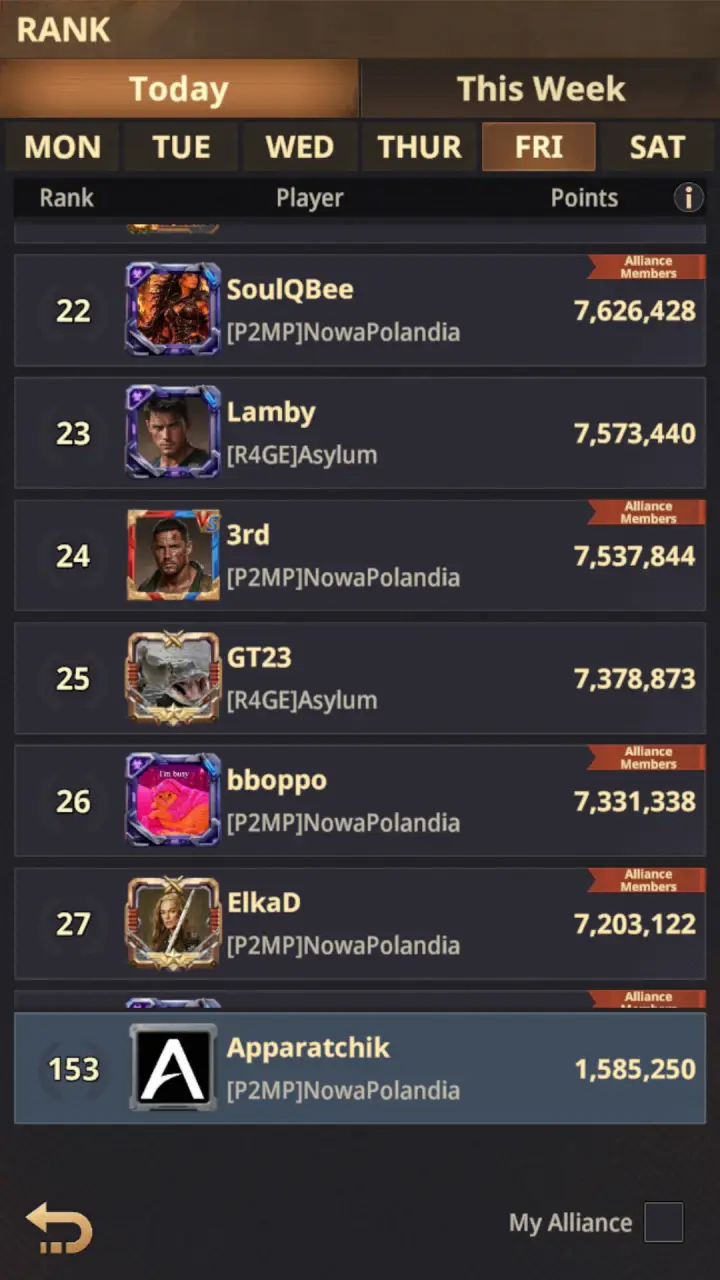 RANK
Today
This Week
MON
TUE
WED
THUR
FRI
SAT
Rank
Player
Points
i
Alliance
Members
22
SoulQBee
[P2MP]NowaPolandia
7,626,428
23
Lamby
[R4GE]Asylum
7,573,440
Alliance
Members
24
VS
3rd
[P2MP]NowaPolandia
7,537,844
25
GT23
[R4GE]Asylum
7,378,873
Alliance
Members
26
I'm busy
bboppo
[P2MP]NowaPolandia
7,331,338
Alliance
Members
27
ElkaD
[P2MP]NowaPolandia
7,203,122
Alliance
153
A
Apparatchik
[P2MP]NowaPolandia
1,585,250
My Alliance